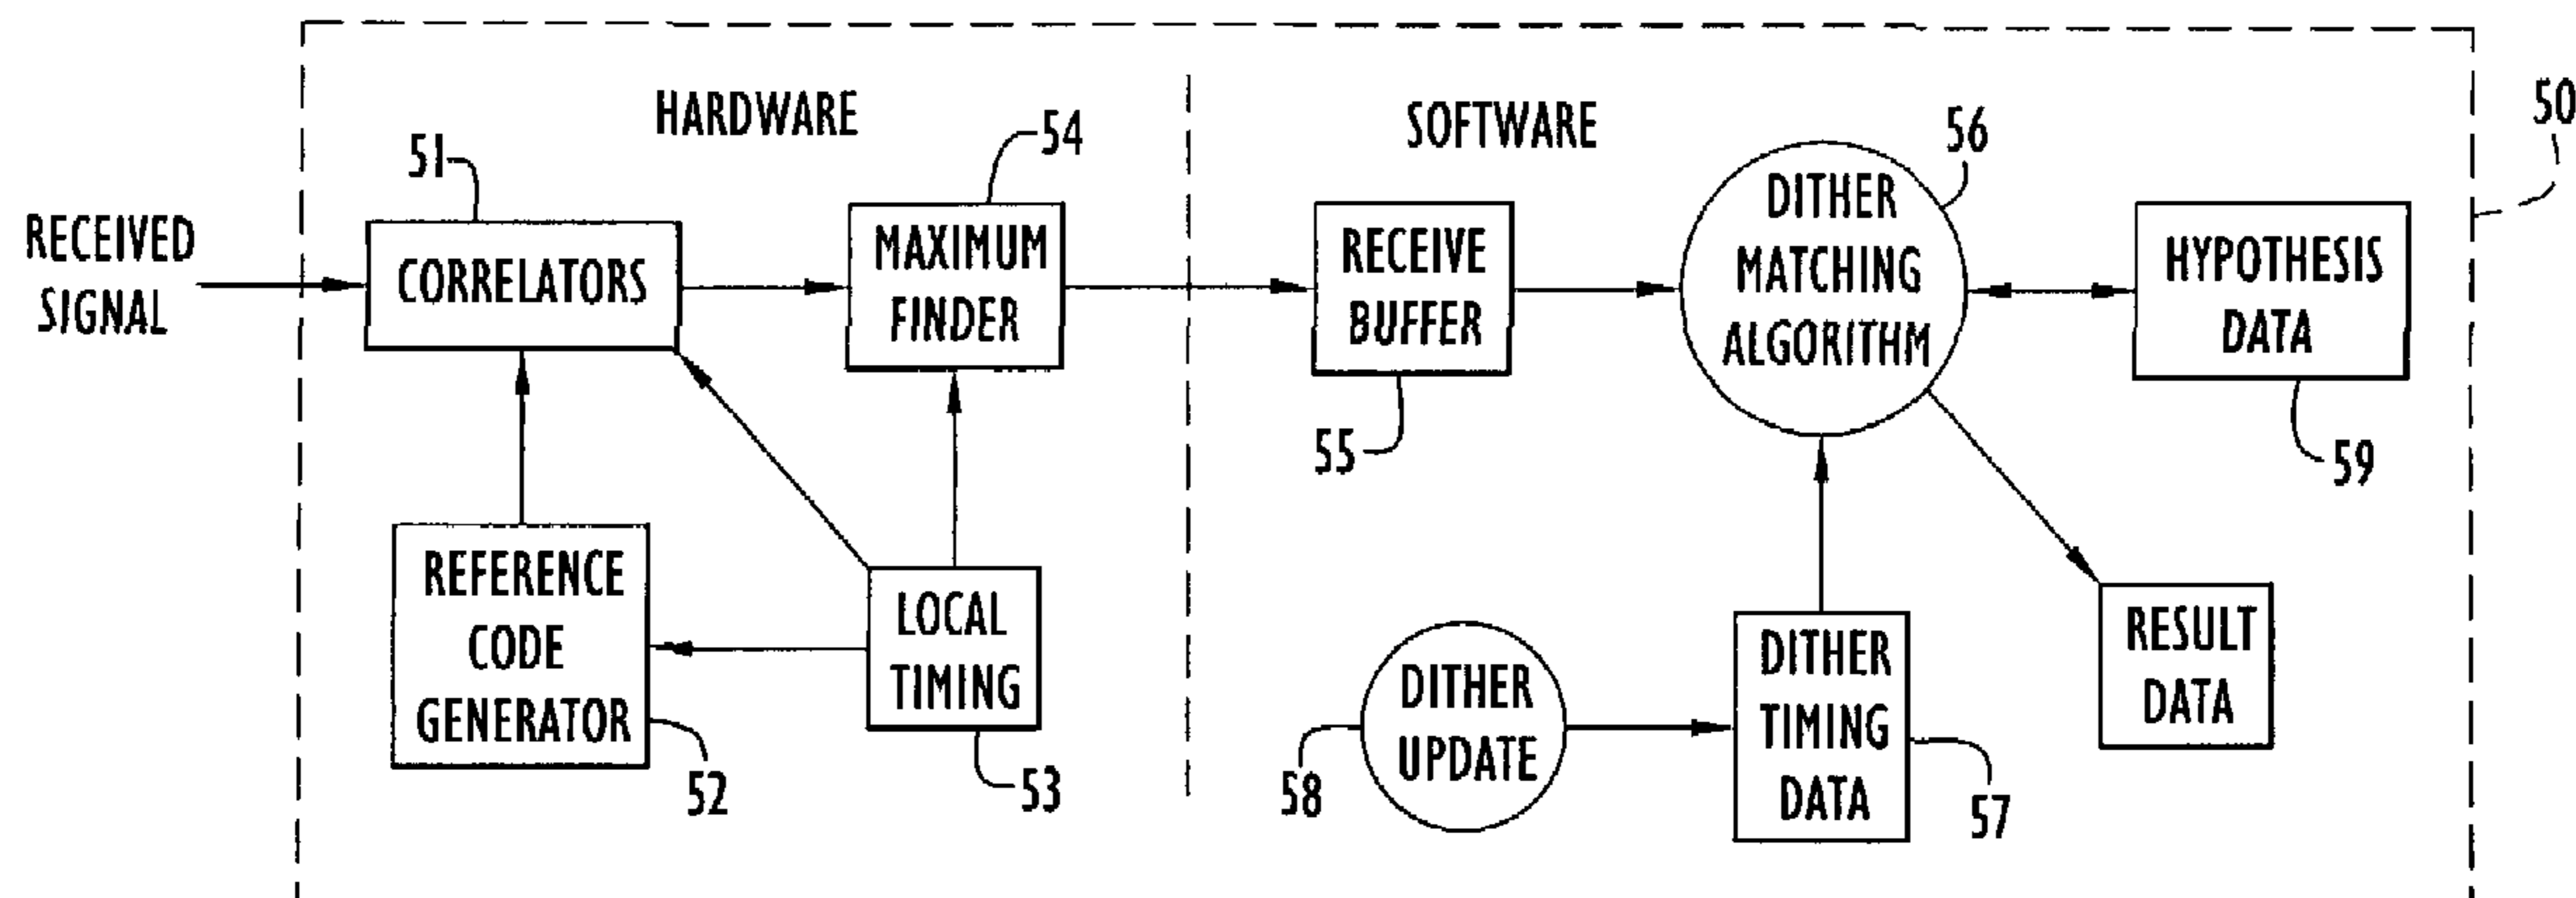 HARDWARE
SOFTWARE
50
51
54
56
RECEIVED
SIGNAL
CORRELATORS
MAXIMUM
FINDER
RECEIVE
BUFFER
DITHER
MATCHING
ALGORITHM
HYPOTHESIS
DATA
55
59
REFERENCE
CODE
GENERATOR
52
LOCAL
TIMING
53
58
DITHER
UPDATE
DITHER
TIMING
DATA
57
RESULT
DATA